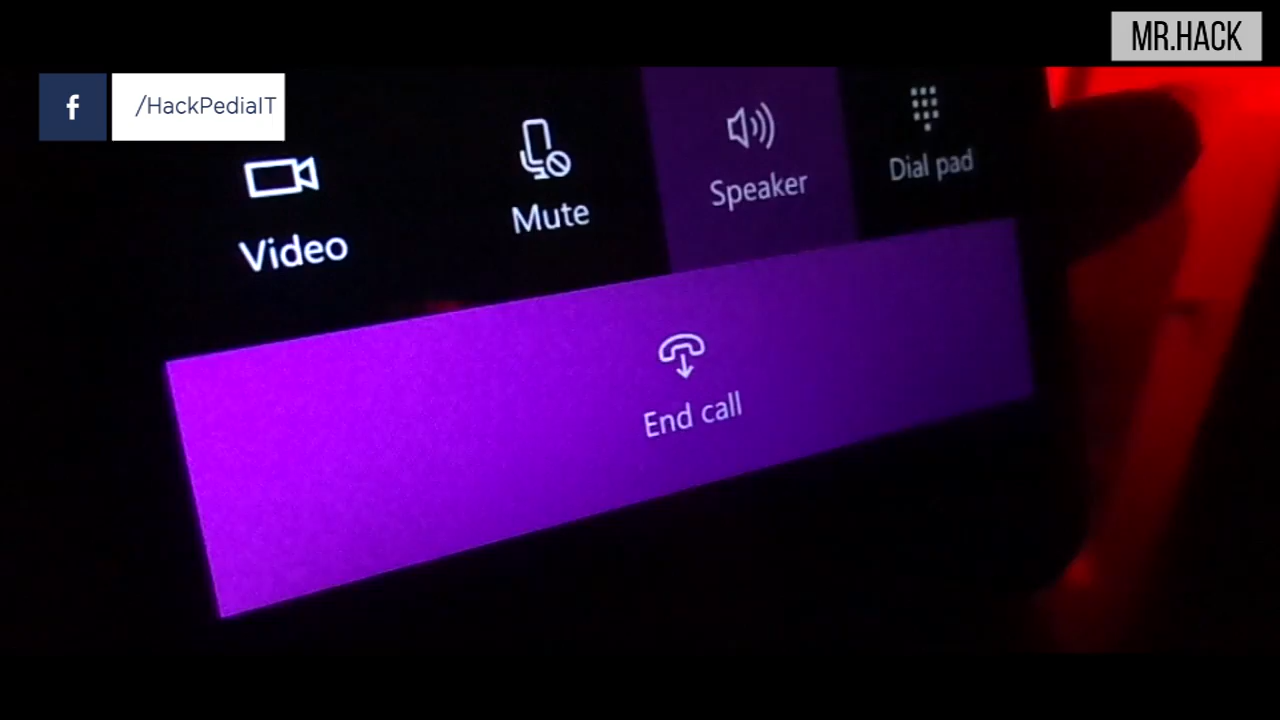 MR.HACK
f /HackPediaIT
Video
Mute
Speaker
Dial pad
End call